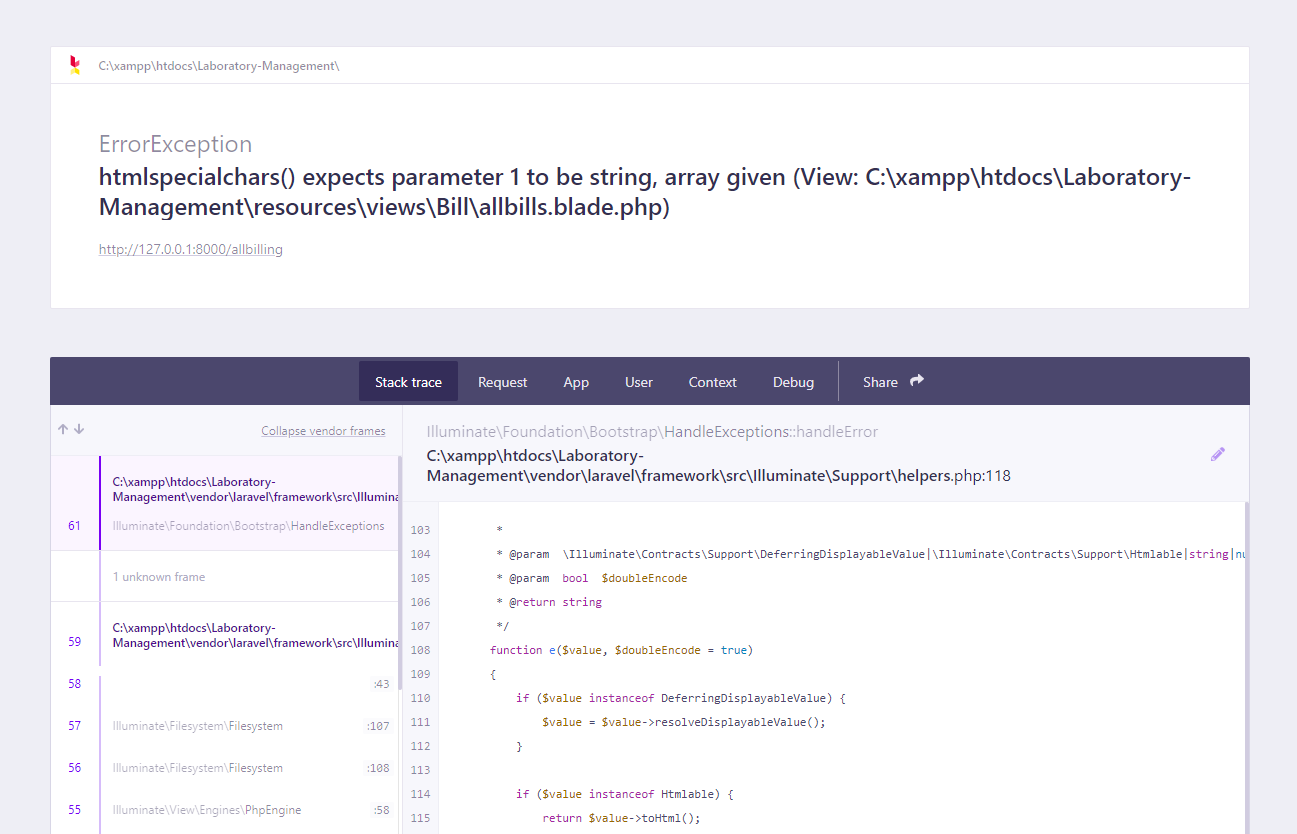 C:\xampp\htdocs\Laboratory-Management\
ErrorException
htmlspecialchars() expects parameter 1 to be string, array given (View: C:\xampp\htdocs\Laboratory-
Management\resources\views\Bill\allbills.blade.php)
http://127.0.0.1:8000/allbilling
Stack trace
Request
App
User
Context
Debug
Share
Collapse vendor frames
C:\xampp\htdocs\Laboratory-
Management\vendor\laravel\framework\src\Illumina
61 Illuminate\Foundation\Bootstrap\HandleExceptions
1 unknown frame
C:\xampp\htdocs\Laboratory-
59 Management\vendor\laravel\framework\src\Illumina
58 :43
57 Illuminate\Filesystem\Filesystem :107
56 Illuminate\Filesystem\Filesystem :108
55 Illuminate\View\Engines\PhpEngine :58
Illuminate\Foundation\Bootstrap\HandleExceptions::handleError
C:\xampp\htdocs\Laboratory-
Management\vendor\laravel\framework\src\Illuminate\Support\helpers.php:118
103 *
104 * @param  \Illuminate\Contracts\Support\DeferringDisplayableValue|\Illuminate\Contracts\Support\Htmlable|string|nu
105 * @param  bool  $doubleEncode
106 * @return string
107 */
108 function e($value, $doubleEncode = true)
109 {
110 if ($value instanceof DeferringDisplayableValue) {
111 $value = $value->resolveDisplayableValue();
112 }
113
114 if ($value instanceof Htmlable) {
115 return $value->toHtml();